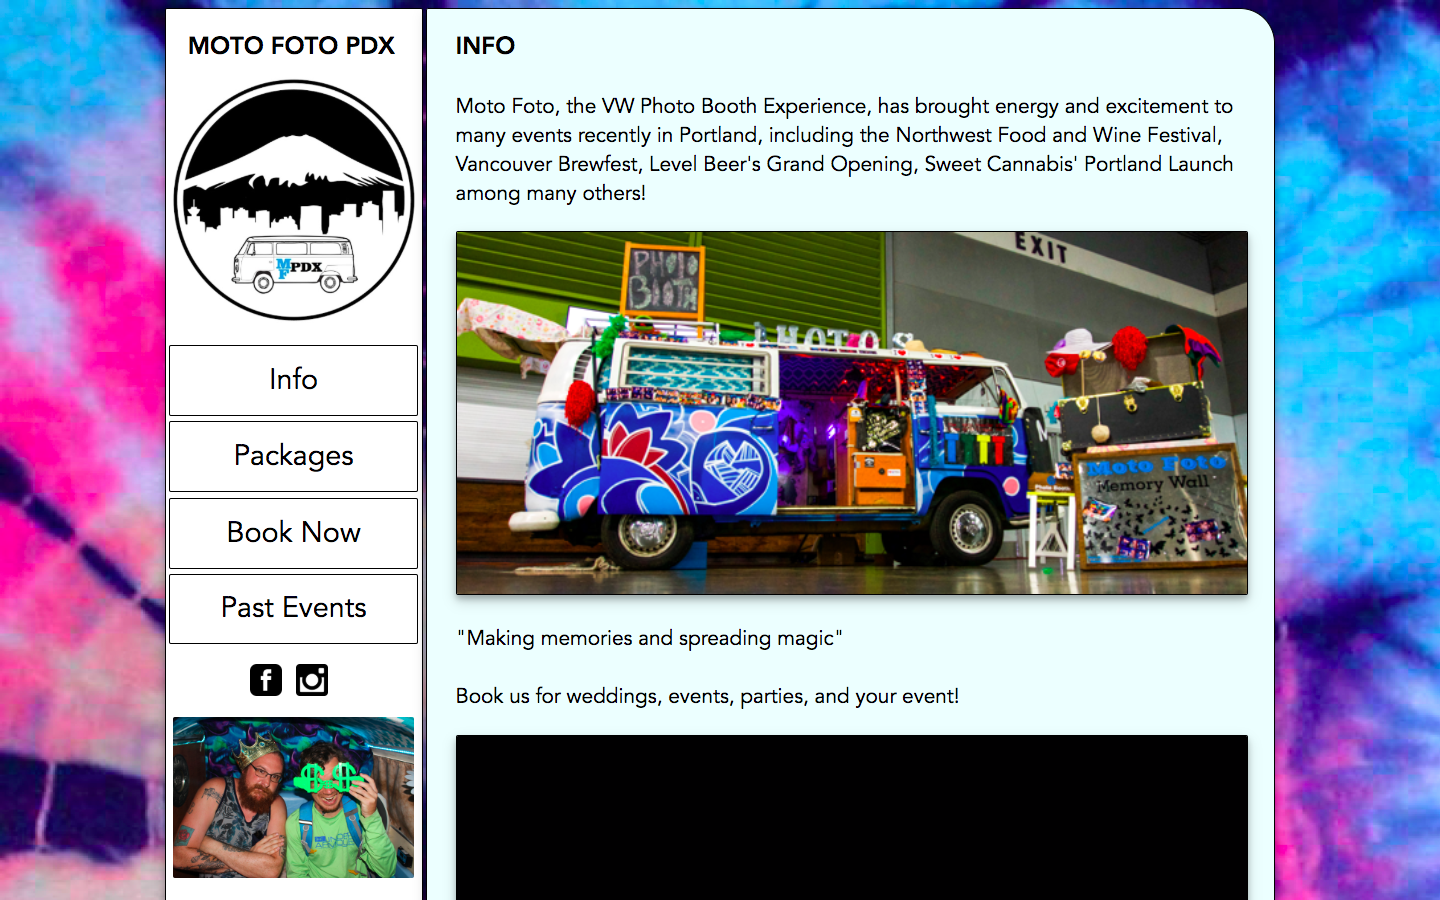 MOTO FOTO PDX
MF PDX
Info
Packages
Book Now
Past Events
INFO
Moto Foto, the VW Photo Booth Experience, has brought energy and excitement to
many events recently in Portland, including the Northwest Food and Wine Festival,
Vancouver Brewfest, Level Beer's Grand Opening, Sweet Cannabis' Portland Launch
among many others!
EXIT
PHOTO
BOOTH
PHOTO
Moto Foto
Memory Wall
"Making memories and spreading magic"
Book us for weddings, events, parties, and your event!